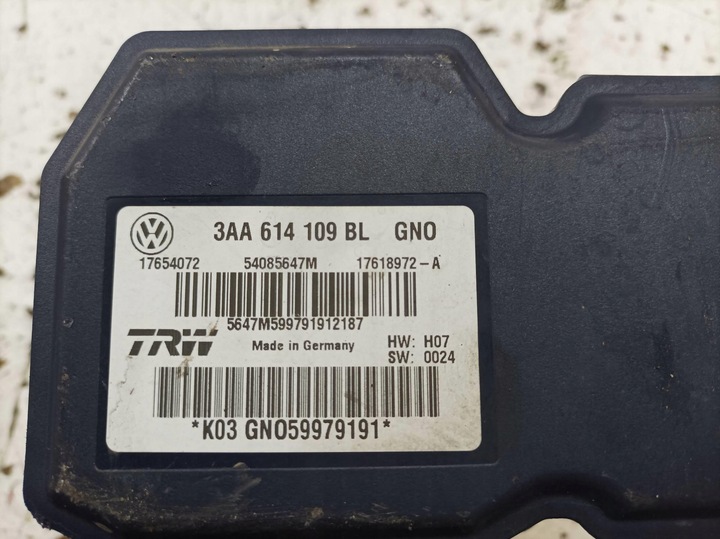 3AA 614 109 BL GNO
17654072 54085647M 17618972-A
5647M599791912187
TRW Made in Germany HW: H07
SW: 0024
*K03 GNO59979191*